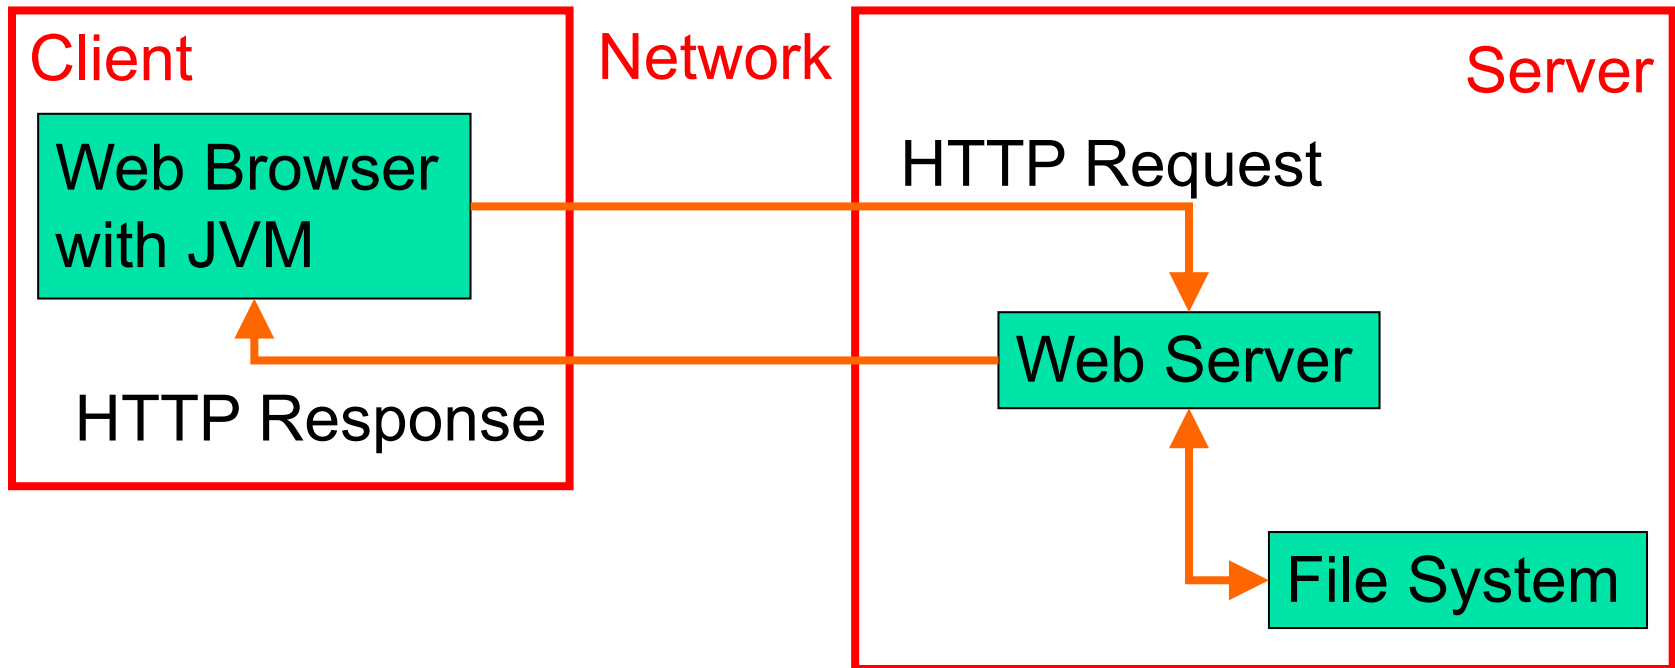 Client
Network
Server
Web Browser
with JVM
HTTP Request
Web Server
HTTP Response
File System